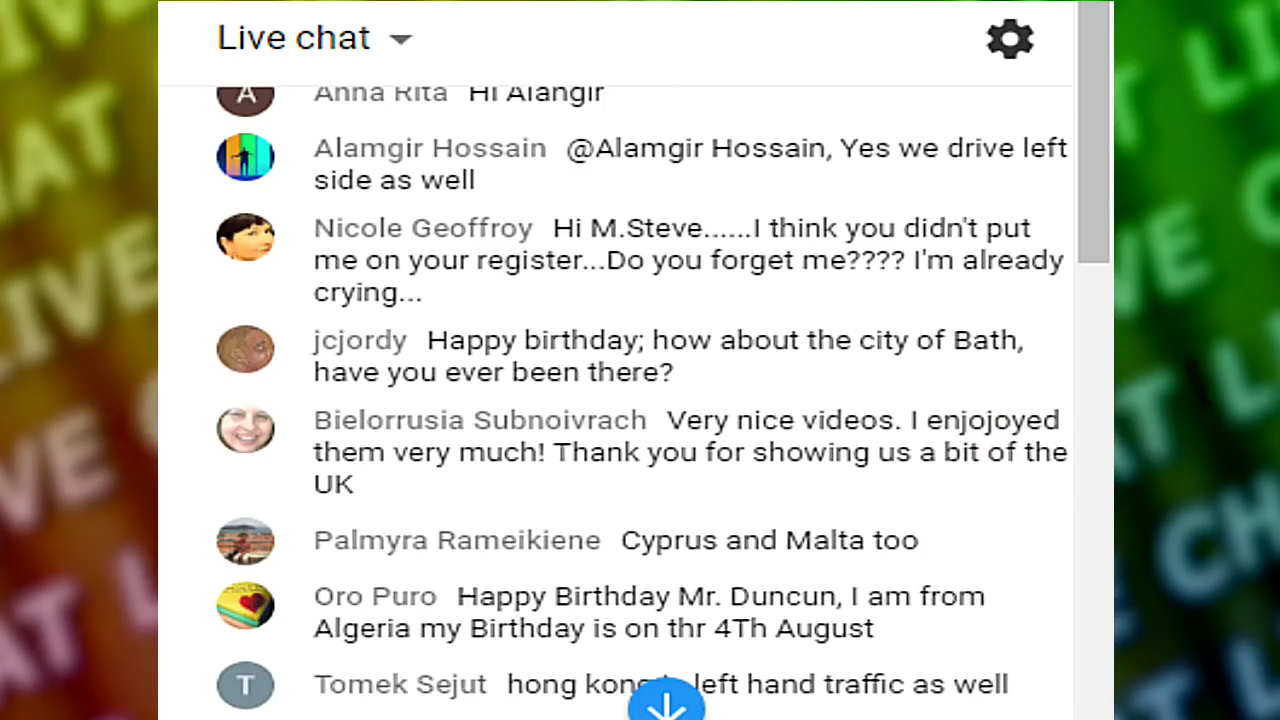 Live chat
Anna Rita Hi Alangir
Alamgir Hossain @Alamgir Hossain, Yes we drive left
side as well
Nicole Geoffroy Hi M.Steve......I think you didn't put
me on your register...Do you forget me???? I'm already
crying...
jcjordy Happy birthday; how about the city of Bath,
have you ever been there?
Bielorrusia Subnoivrach Very nice videos. I enjojoyed
them very much! Thank you for showing us a bit of the
UK
Palmyra Rameikiene Cyprus and Malta too
Oro Puro Happy Birthday Mr. Duncun, I am from
Algeria my Birthday is on thr 4Th August
T Tomek Sejut hong kong left hand traffic as well